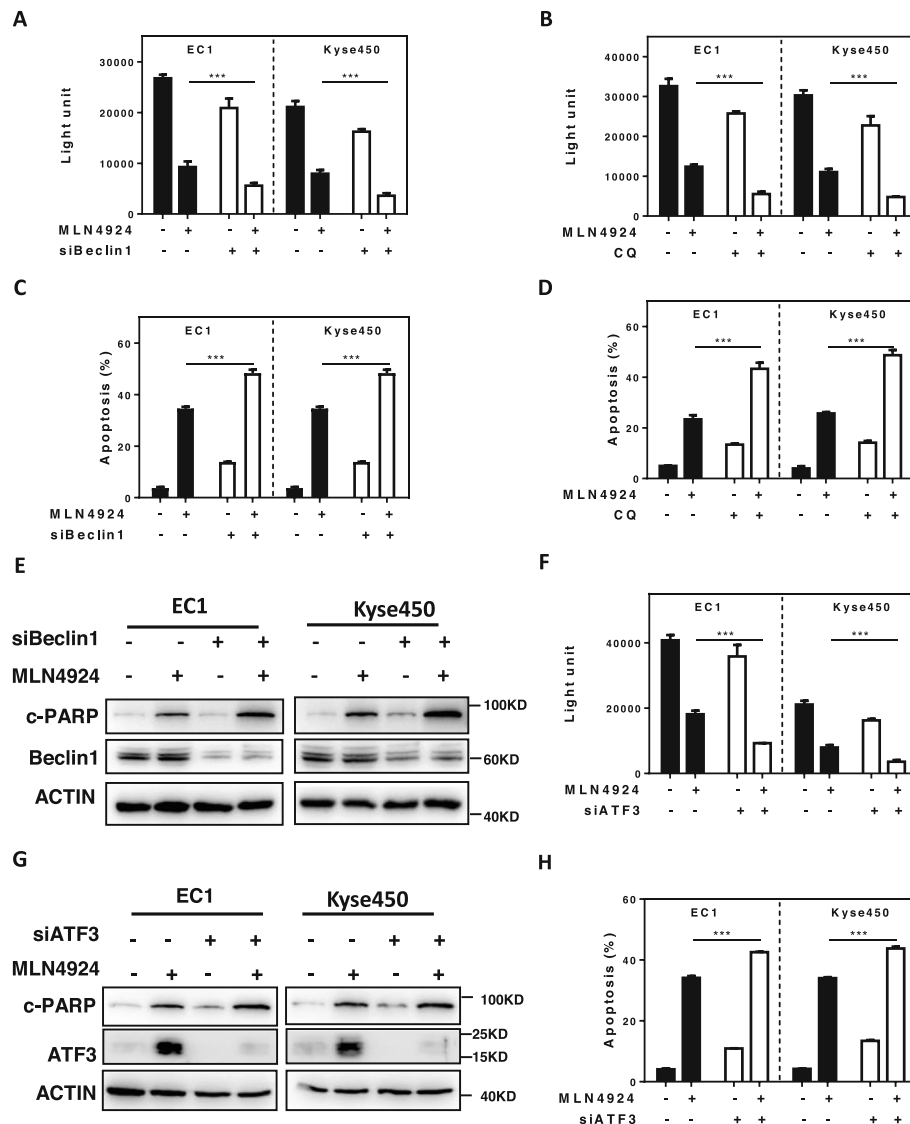 A
EC1 Kyse450
***
***
Light unit
30000
20000
10000
0
MLN4924 - + - + - + - +
siBeclin1 - - + + - - + +
B
EC1 Kyse450
***
***
Light unit
40000
30000
20000
10000
0
MLN4924 - + - + - + - +
CQ - - + + - - + +
C
EC1 Kyse450
***
***
Apoptosis (%)
60
40
20
0
MLN4924 - + - + - + - +
siBeclin1 - - + + - - + +
D
EC1 Kyse450
***
***
Apoptosis (%)
60
40
20
0
MLN4924 - + - + - + - +
CQ - - + + - - + +
E
EC1 Kyse450
siBeclin1 - - + + - - + +
MLN4924 - + - + - + - +
c-PARP 100KD
Beclin1 60KD
ACTIN 40KD
F
EC1 Kyse450
***
***
Light unit
40000
20000
0
MLN4924 - + - + - + - +
siATF3 - - + + - - + +
G
EC1 Kyse450
siATF3 - - + + - - + +
MLN4924 - + - + - + - +
c-PARP 100KD
25KD
ATF3 15KD
ACTIN 40KD
H
EC1 Kyse450
***
***
Apoptosis (%)
60
40
20
0
MLN4924 - + - + - + - +
siATF3 - - + + - - + +